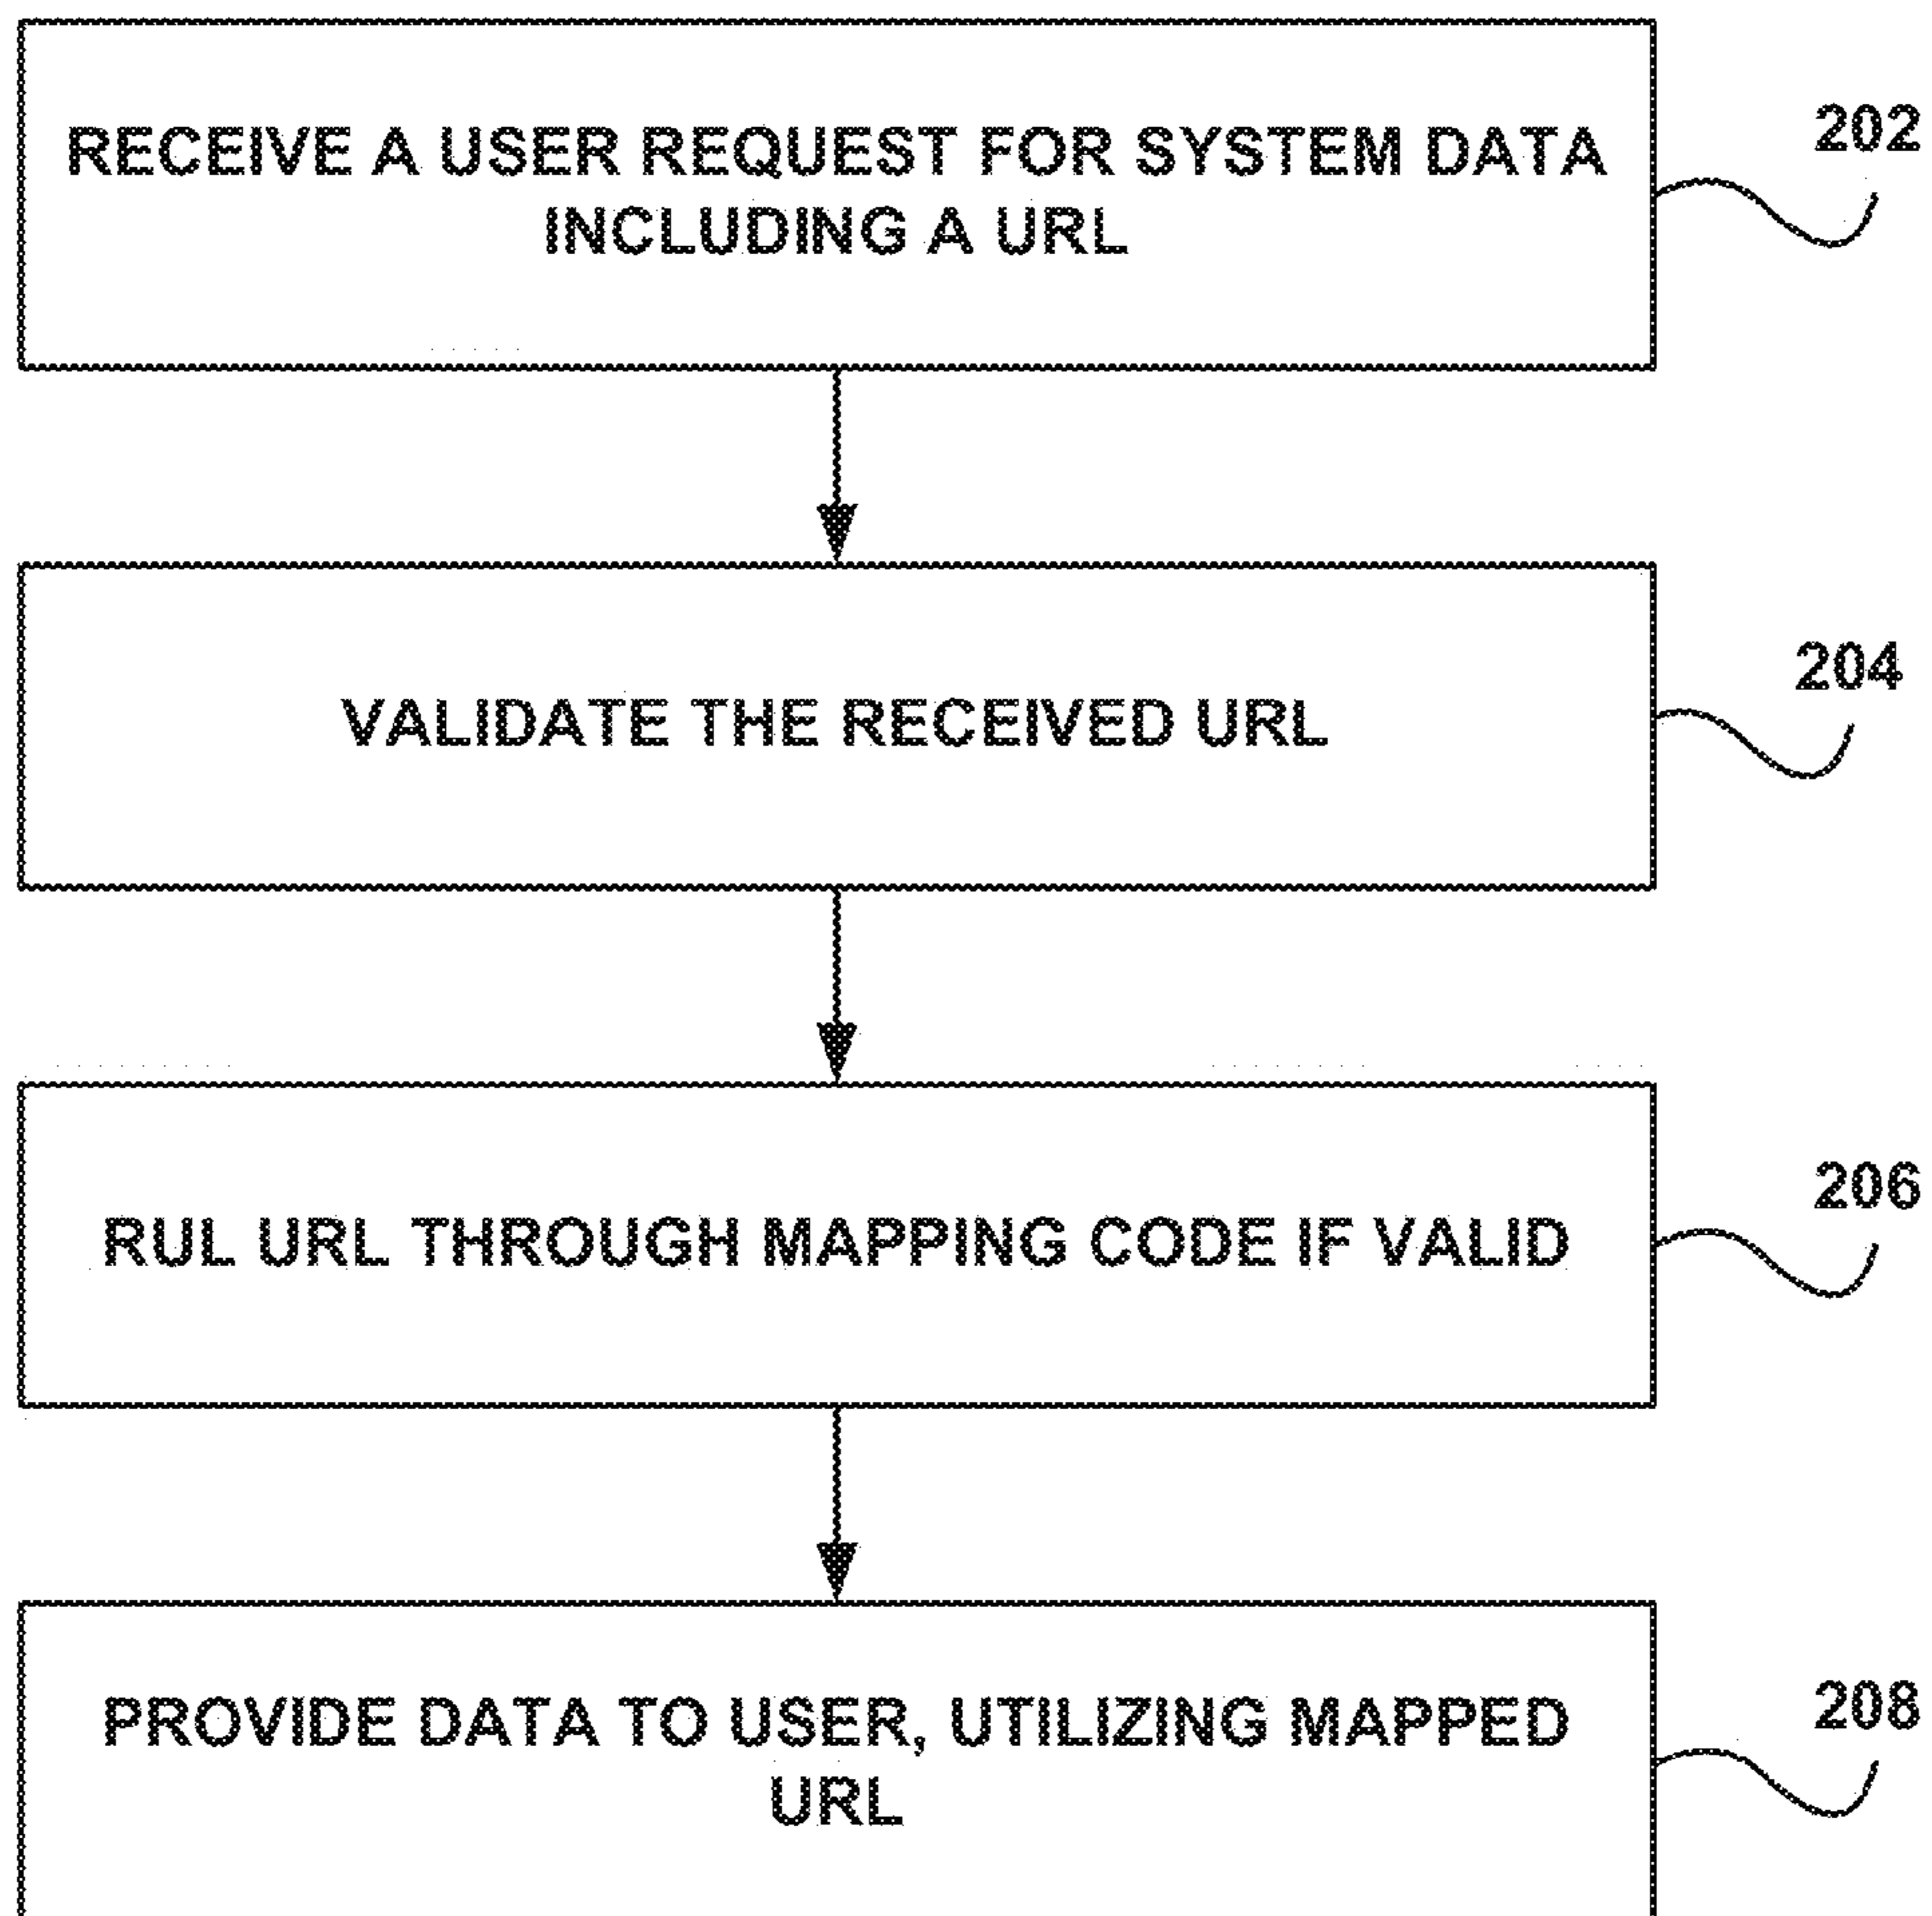 RECEIVE A USER REQUEST FOR SYSTEM DATA
INCLUDING A URL
202
VALIDATE THE RECEIVED URL
204
RUL URL THROUGH MAPPING CODE IF VALID
206
PROVIDE DATA TO USER, UTILIZING MAPPED
URL
208